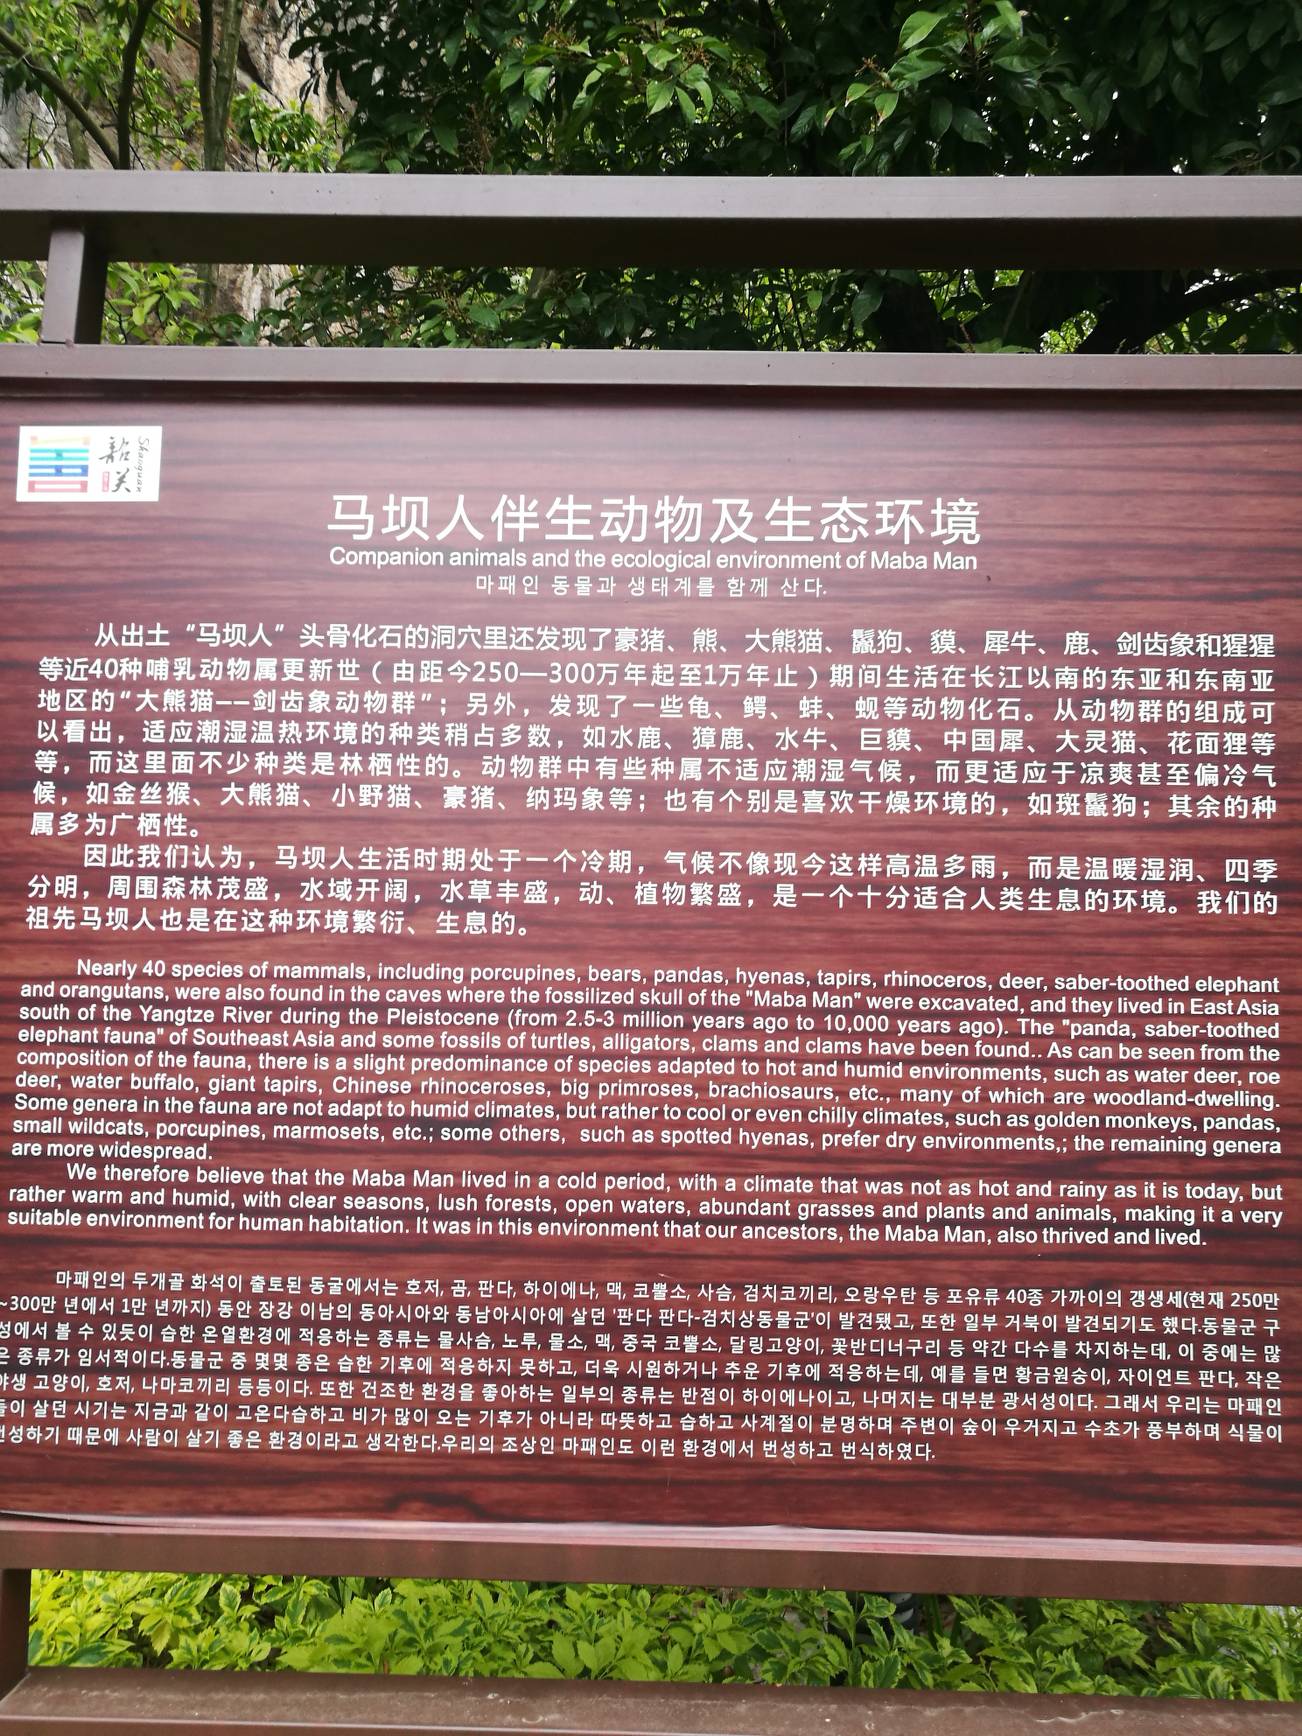 韶关
Shaoguan
马坝人伴生动物及生态环境
Companion animals and the ecological environment of Maba Man
마패인 동물과 생태계를 함께 산다.
从出土“马坝人”头骨化石的洞穴里还发现了豪猪、熊、大熊猫、鬣狗、貘、犀牛、鹿、剑齿象和猩猩
等近40种哺乳动物属更新世（由距今250—300万年起至1万年止）期间生活在长江以南的东亚和东南亚
地区的“大熊猫——剑齿象动物群”；另外，发现了一些龟、鳄、蚌、蚬等动物化石。从动物群的组成可
以看出，适应潮湿温热环境的种类稍占多数，如水鹿、獐鹿、水牛、巨貘、中国犀、大灵猫、花面狸等
等，而这里面不少种类是林栖性的。动物群中有些种属不适应潮湿气候，而更适应于凉爽甚至偏冷气
候，如金丝猴、大熊猫、小野猫、豪猪、纳玛象等；也有个别是喜欢干燥环境的，如斑鬣狗；其余的种
属多为广栖性。
因此我们认为，马坝人生活时期处于一个冷期，气候不像现今这样高温多雨，而是温暖湿润、四季
分明，周围森林茂盛，水域开阔，水草丰盛，动、植物繁盛，是一个十分适合人类生息的环境。我们的
祖先马坝人也是在这种环境繁衍、生息的。
Nearly 40 species of mammals, including porcupines, bears, pandas, hyenas, tapirs, rhinoceros, deer, saber-toothed elephant
and orangutans, were also found in the caves where the fossilized skull of the "Maba Man" were excavated, and they lived in East Asia
south of the Yangtze River during the Pleistocene (from 2.5-3 million years ago to 10,000 years ago). The "panda, saber-toothed
elephant fauna" of Southeast Asia and some fossils of turtles, alligators, clams and clams have been found.. As can be seen from the
composition of the fauna, there is a slight predominance of species adapted to hot and humid environments, such as water deer, roe
deer, water buffalo, giant tapirs, Chinese rhinoceroses, big primroses, brachiosaurs, etc., many of which are woodland-dwelling.
Some genera in the fauna are not adapt to humid climates, but rather to cool or even chilly climates, such as golden monkeys, pandas,
small wildcats, porcupines, marmosets, etc.; some others, such as spotted hyenas, prefer dry environments,; the remaining genera
are more widespread.
We therefore believe that the Maba Man lived in a cold period, with a climate that was not as hot and rainy as it is today, but
rather warm and humid, with clear seasons, lush forests, open waters, abundant grasses and plants and animals, making it a very
suitable environment for human habitation. It was in this environment that our ancestors, the Maba Man, also thrived and lived.
마패인의 두개골 화석이 출토된 동굴에서는 호저, 곰, 판다, 하이에나, 맥, 코뿔소, 사슴, 검치코끼리, 오랑우탄 등 포유류 40종 가까이의 갱생세(현재 250만
~300만 년에서 1만 년까지) 동안 장강 이남의 동아시아와 동남아시아에 살던 '판다 판다-검치상동물군'이 발견됐고, 또한 일부 거북이 발견되기도 했다.동물군 구
성에서 볼 수 있듯이 습한 온열환경에 적응하는 종류는 물사슴, 노루, 물소, 맥, 중국 코뿔소, 달링고양이, 꽃반디너구리 등 약간 다수를 차지하는데, 이 중에는 많
은 종류가 임서적이다.동물군 중 몇몇 종은 습한 기후에 적응하지 못하고, 더욱 시원하거나 추운 기후에 적응하는데, 예를 들면 황금원숭이, 자이언트 판다, 작은
야생 고양이, 호저, 나마코끼리 등등이다. 또한 건조한 환경을 좋아하는 일부의 종류는 반점이 하이에나이고, 나머지는 대부분 광서성이다. 그래서 우리는 마패인
들이 살던 시기는 지금과 같이 고온다습하고 비가 많이 오는 기후가 아니라 따뜻하고 습하고 사계절이 분명하며 주변이 숲이 우거지고 수초가 풍부하며 식물이
번성하기 때문에 사람이 살기 좋은 환경이라고 생각한다.우리의 조상인 마패인도 이런 환경에서 번성하고 번식하였다.